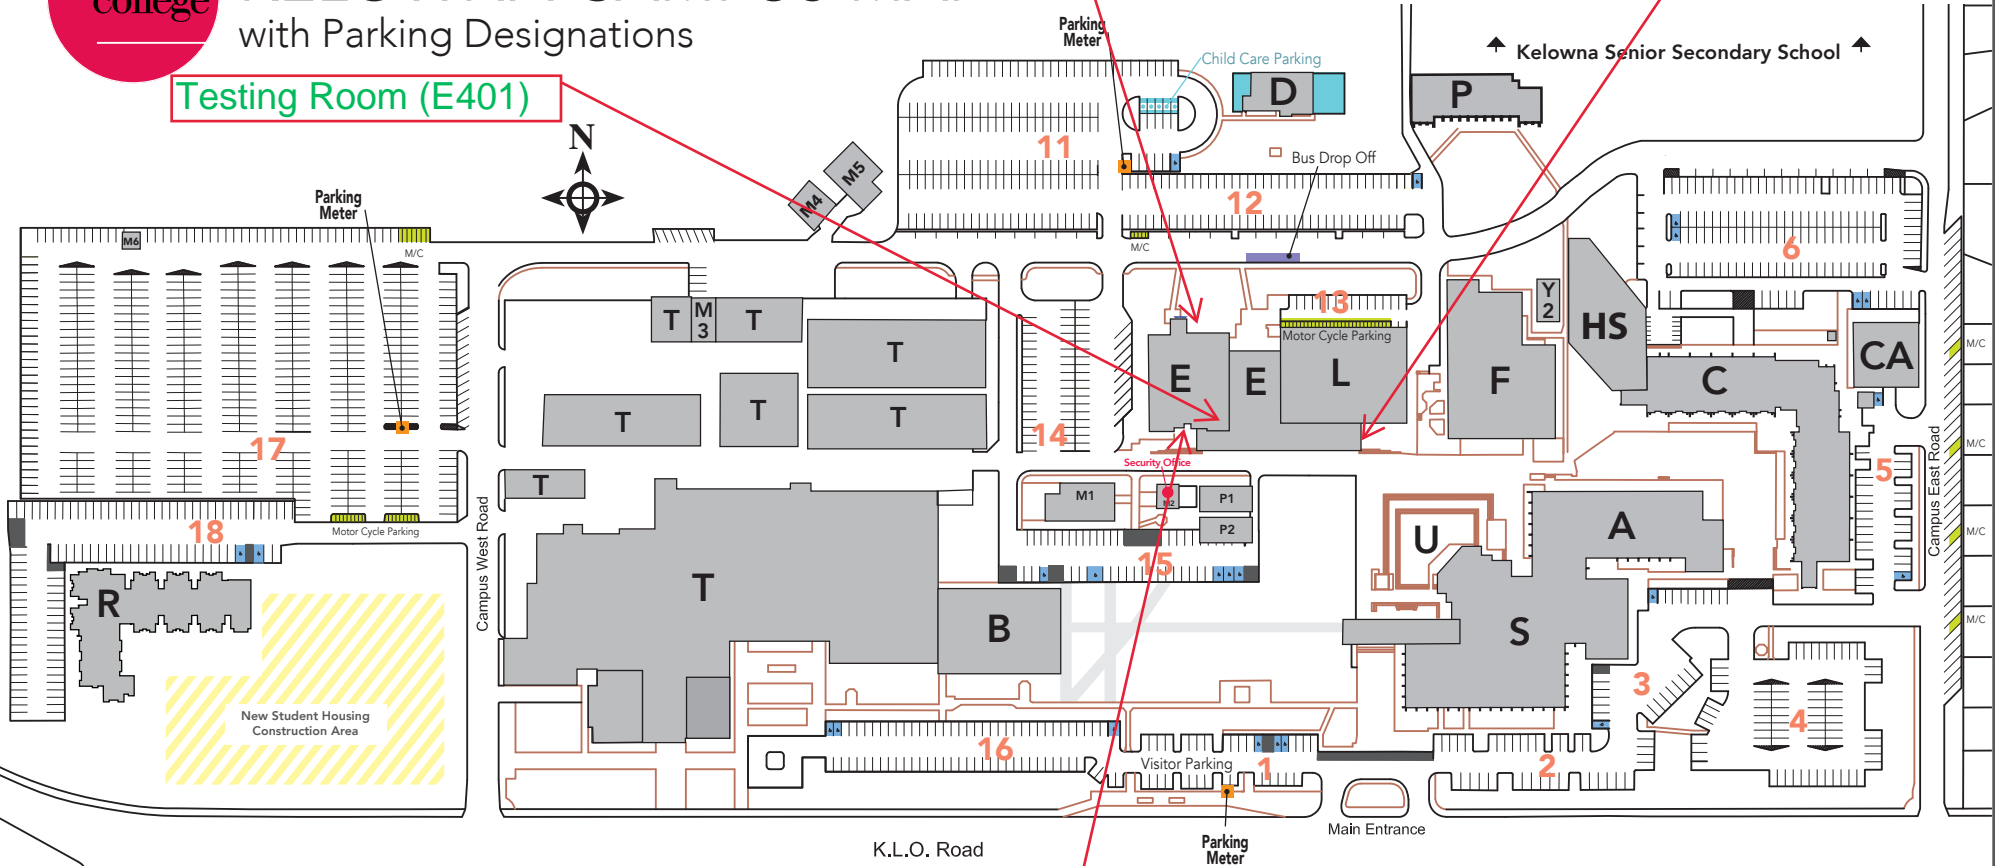 college
with Parking Designations
Testing Room (E401)
Parking
Meter
Child Care Parking
D
P
Kelowna Senior Secondary School
N
M5
M4
11
Bus Drop Off
12
Parking
Meter
M6
M/C
M/C
6
T
M
3
T
T
T
T
T
T
13
Motor Cycle Parking
E
E
L
F
Y
2
HS
C
CA
M/C
M/C
M/C
M/C
14
17
Security Office
M1
M2
P1
P2
15
5
Campus East Road
Campus West Road
Motor Cycle Parking
18
R
New Student Housing
Construction Area
T
B
U
A
S
3
4
16
Visitor Parking
1
2
Main Entrance
Parking
Meter
K.L.O. Road